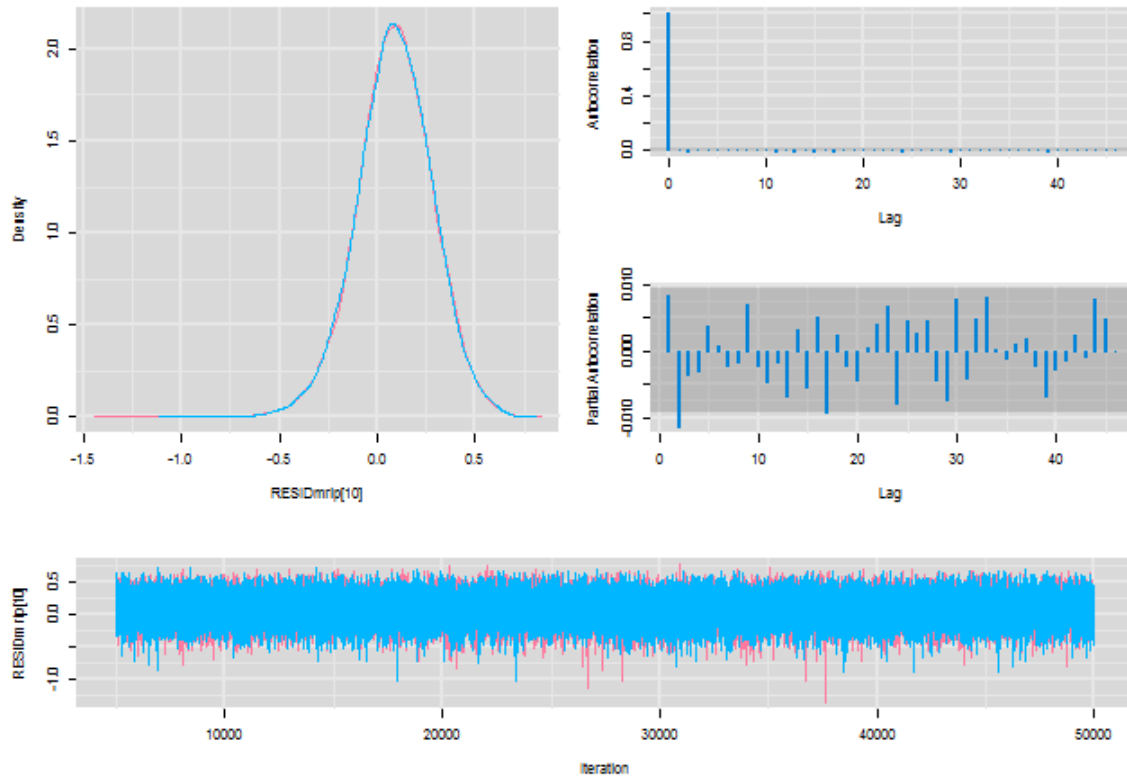 Density
0.0 0.5 1.0 1.5 2.0
-1.5 -1.0 -0.5 0.0 0.5
RESIDmrip[10]
Autocorrelation
0.0 0.4 0.8
0 10 20 30 40
Lag
Partial Autocorrelation
-0.010 0.000 0.010
0 10 20 30 40
Lag
RESIDmrip[10]
-1.0 0.0 0.5
10000 20000 30000 40000 50000
Iteration